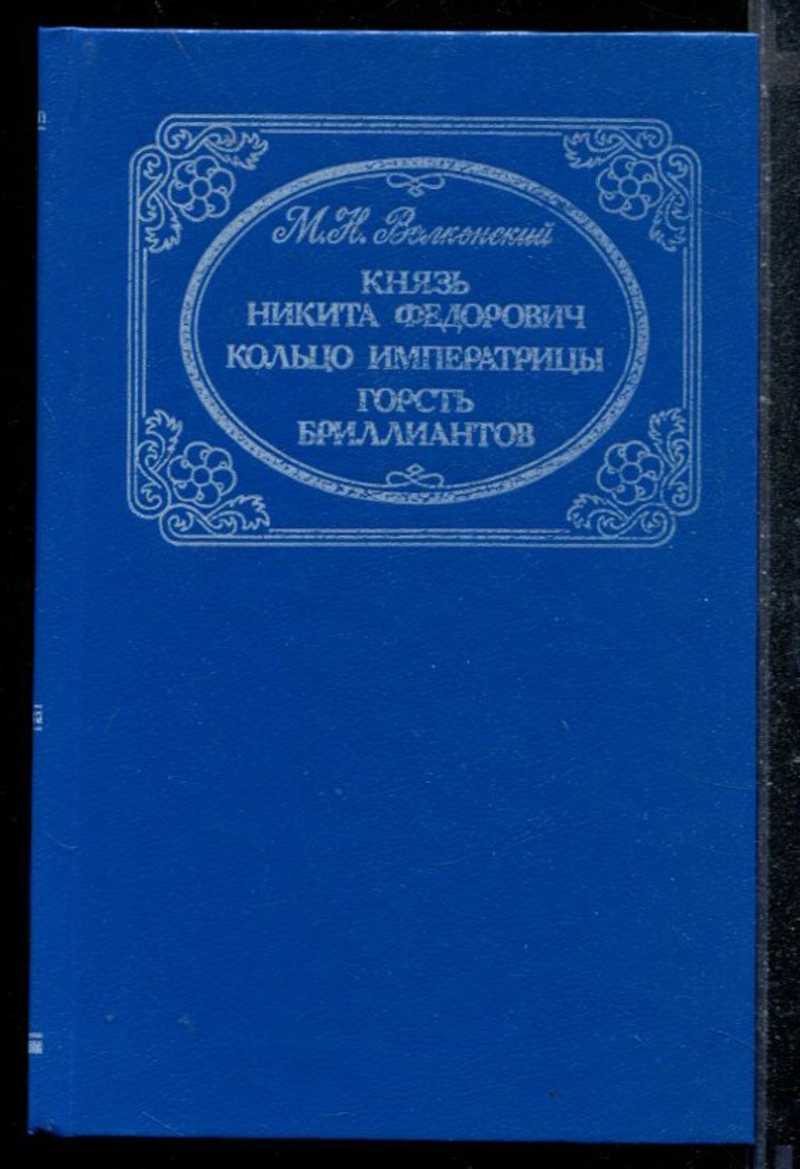 М.Н. Волконский
КНЯЗЬ
НИКИТА ФЕДОРОВИЧ
КОЛЬЦО ИМПЕРАТРИЦЫ
ГОРСТЬ
БРИЛЛИАНТОВ